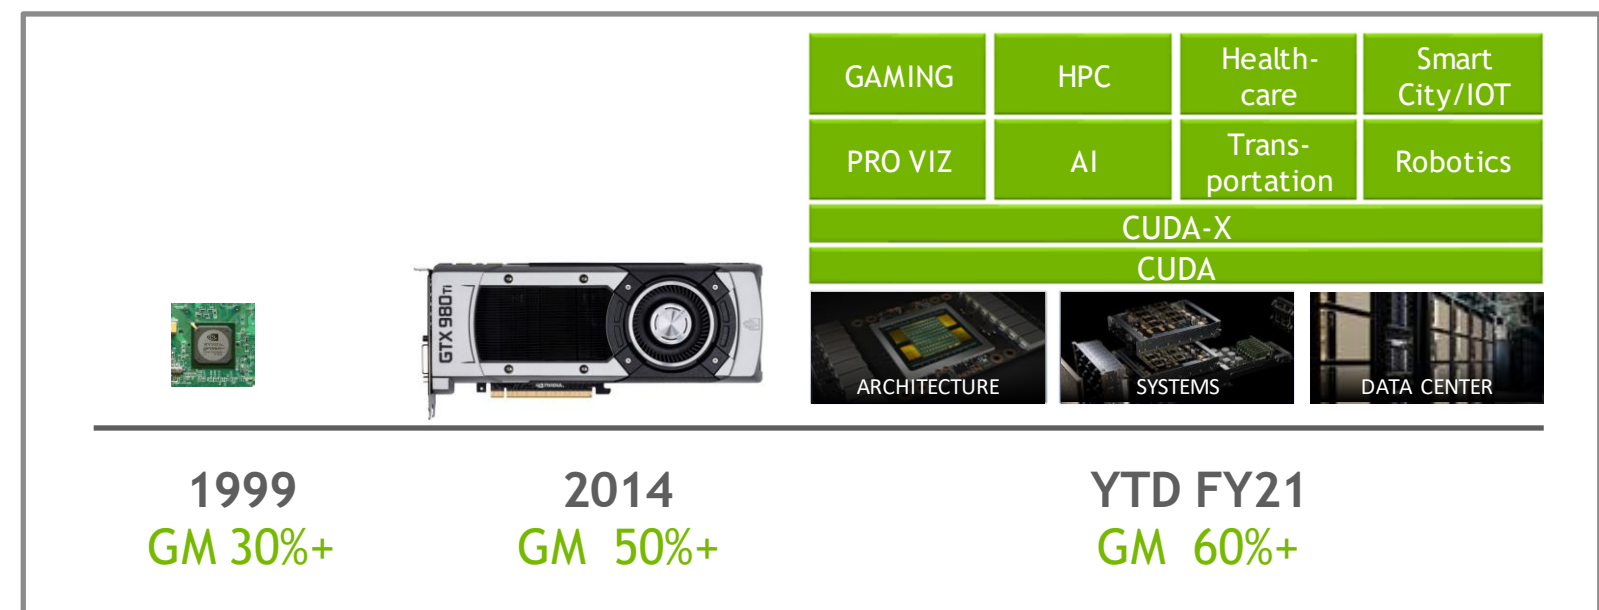 GAMING
HPC
Health-
care
Smart
City/IOT
PRO VIZ
AI
Trans-
portation
Robotics
CUDA-X
CUDA
GTX 980Ti
NVIDIA.
ARCHITECTURE
SYSTEMS
DATA CENTER
1999
2014
YTD FY21
GM 30%+
GM 50%+
GM 60%+